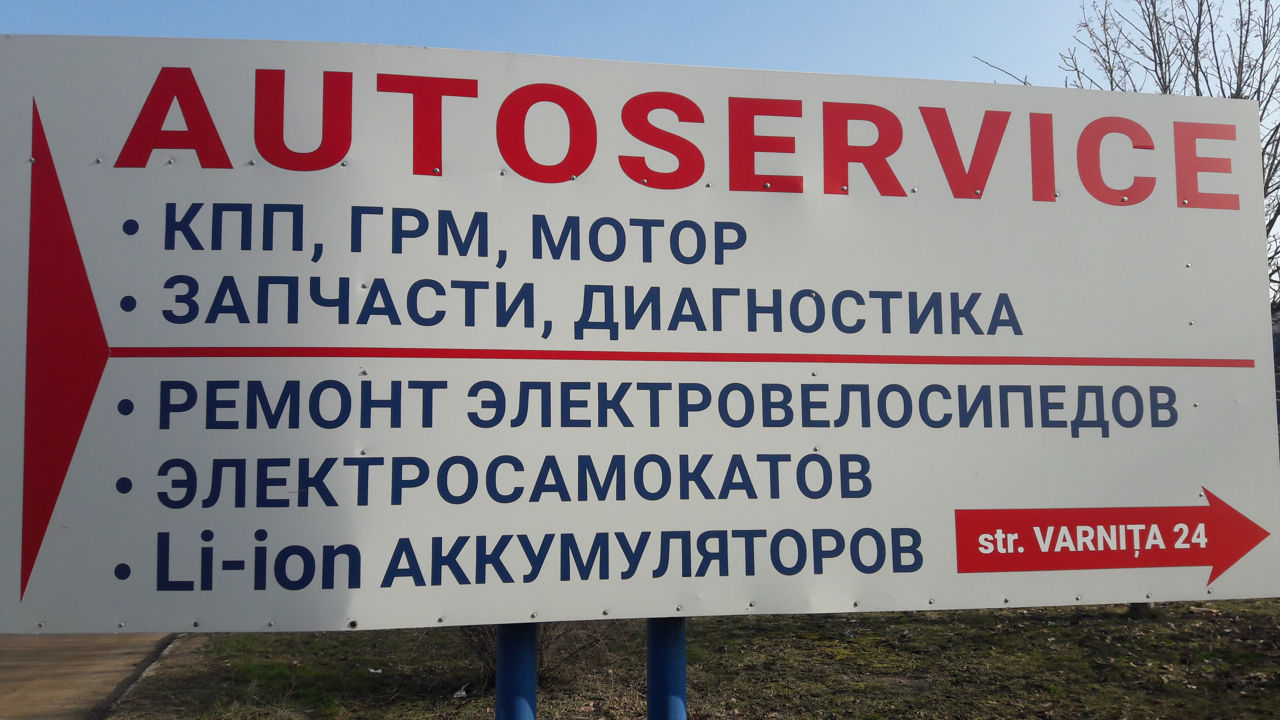 AUTOSERVICE
• КПП, ГРМ, МОТОР
• ЗАПЧАСТИ, ДИАГНОСТИКА
• РЕМОНТ ЭЛЕКТРОВЕЛОСИПЕДОВ
• ЭЛЕКТРОСАМОКАТОВ
• Li-ion АККУМУЛЯТОРОВ
str. VARNIȚA 24